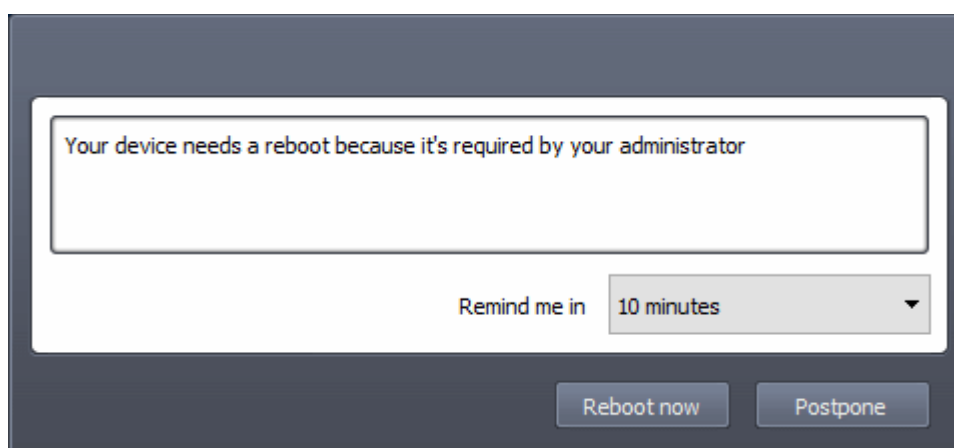 Your device needs a reboot because it's required by your administrator
Remind me in 10 minutes
Reboot now Postpone